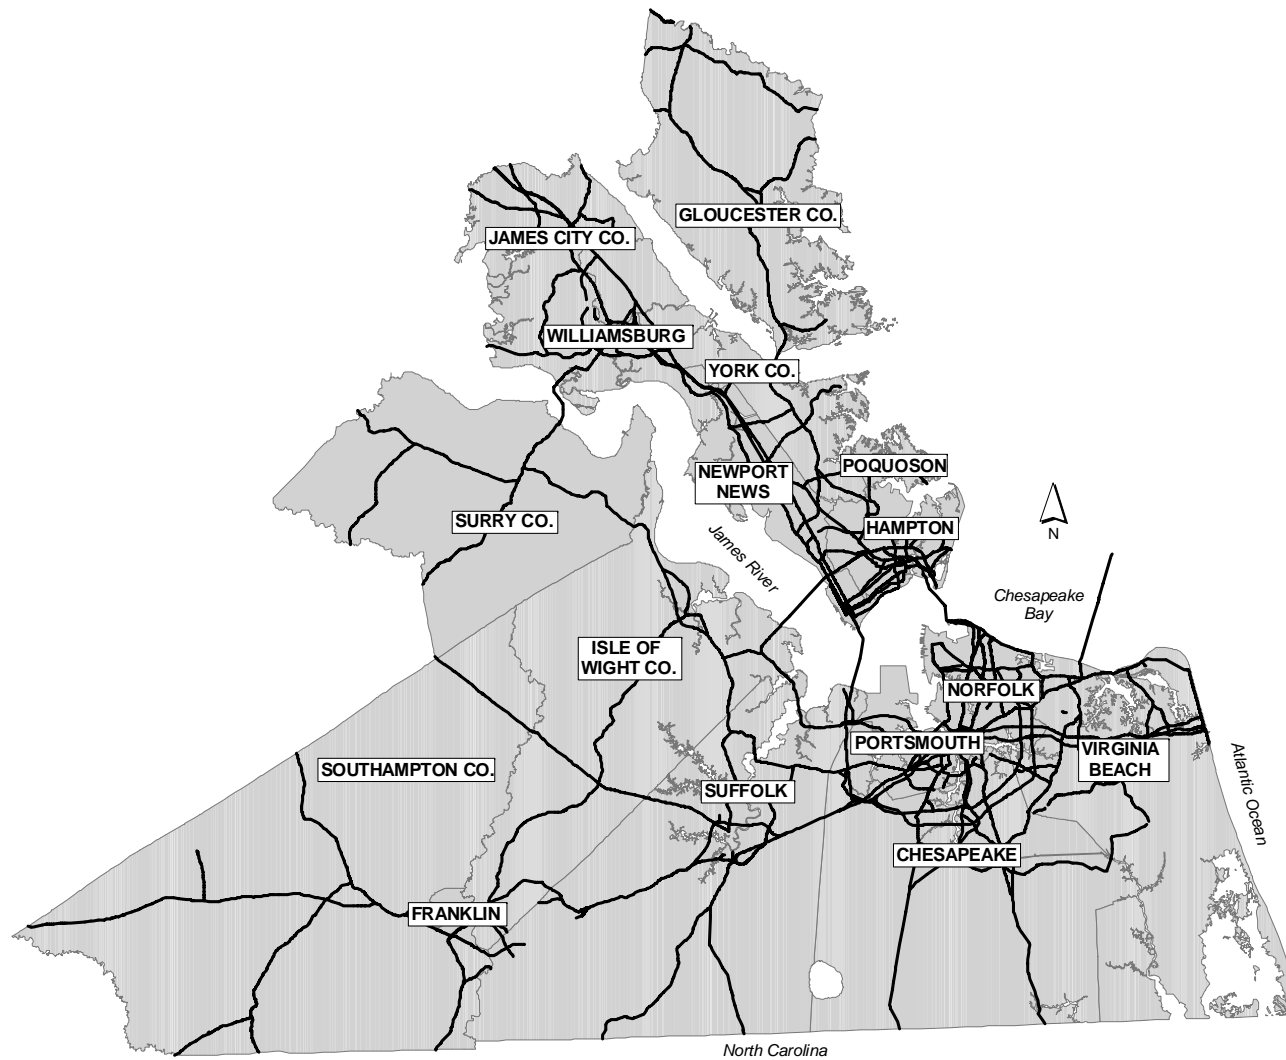 GLOUCESTER CO.
JAMES CITY CO.
WILLIAMSBURG
YORK CO.
POQUOSON
NEWPORT
NEWS
HAMPTON
SURRY CO.
N
James River
Chesapeake
Bay
ISLE OF
WIGHT CO.
NORFOLK
PORTSMOUTH
VIRGINIA
BEACH
Atlantic Ocean
SOUTHAMPTON CO.
SUFFOLK
CHESAPEAKE
FRANKLIN
North Carolina